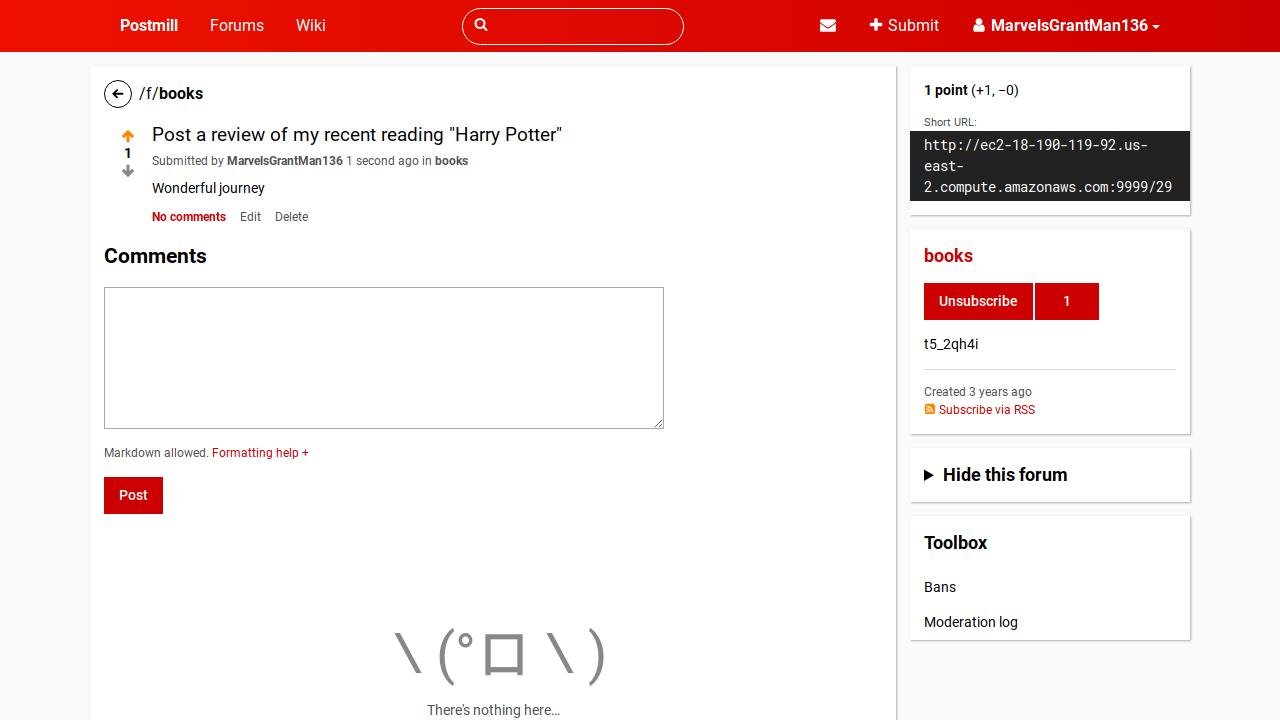 Postmill
Forums
Wiki
Submit
MarvelsGrantMan136
/f/books
1
Post a review of my recent reading "Harry Potter"
Submitted by MarvelsGrantMan136 1 second ago in books
Wonderful journey
No comments
Edit
Delete
Comments
Markdown allowed. Formatting help +
Post
\ (°ロ \ )
There's nothing here…
1 point (+1, −0)
Short URL:
http://ec2-18-190-119-92.us-
east-
2.compute.amazonaws.com:9999/29
books
Unsubscribe
1
t5_2qh4i
Created 3 years ago
Subscribe via RSS
Hide this forum
Toolbox
Bans
Moderation log